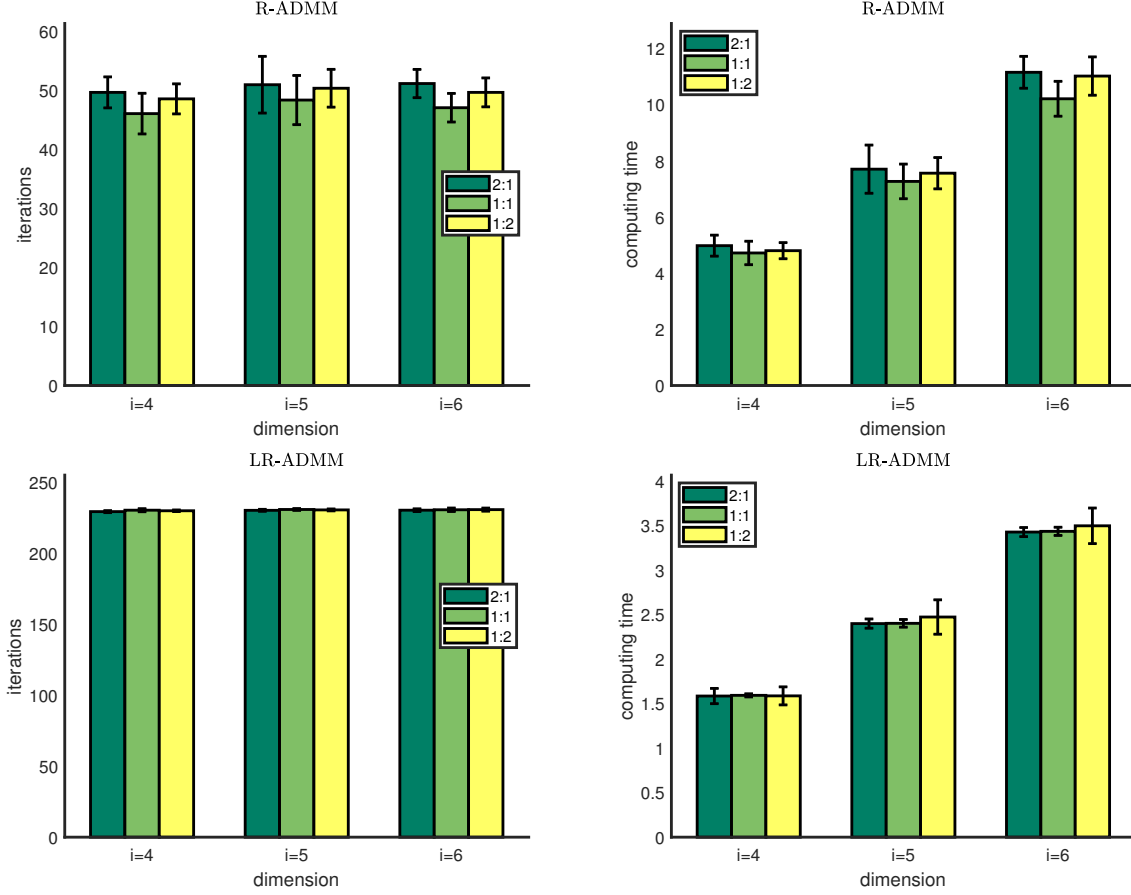 R-ADMM
60
50
40
30
20
10
0
iterations
2:1
1:1
1:2
i=4
i=5
i=6
dimension
R-ADMM
12
10
8
6
4
2
0
computing time
2:1
1:1
1:2
i=4
i=5
i=6
dimension
LR-ADMM
250
200
150
100
50
0
iterations
2:1
1:1
1:2
i=4
i=5
i=6
dimension
LR-ADMM
4
3.5
3
2.5
2
1.5
1
0.5
0
computing time
2:1
1:1
1:2
i=4
i=5
i=6
dimension